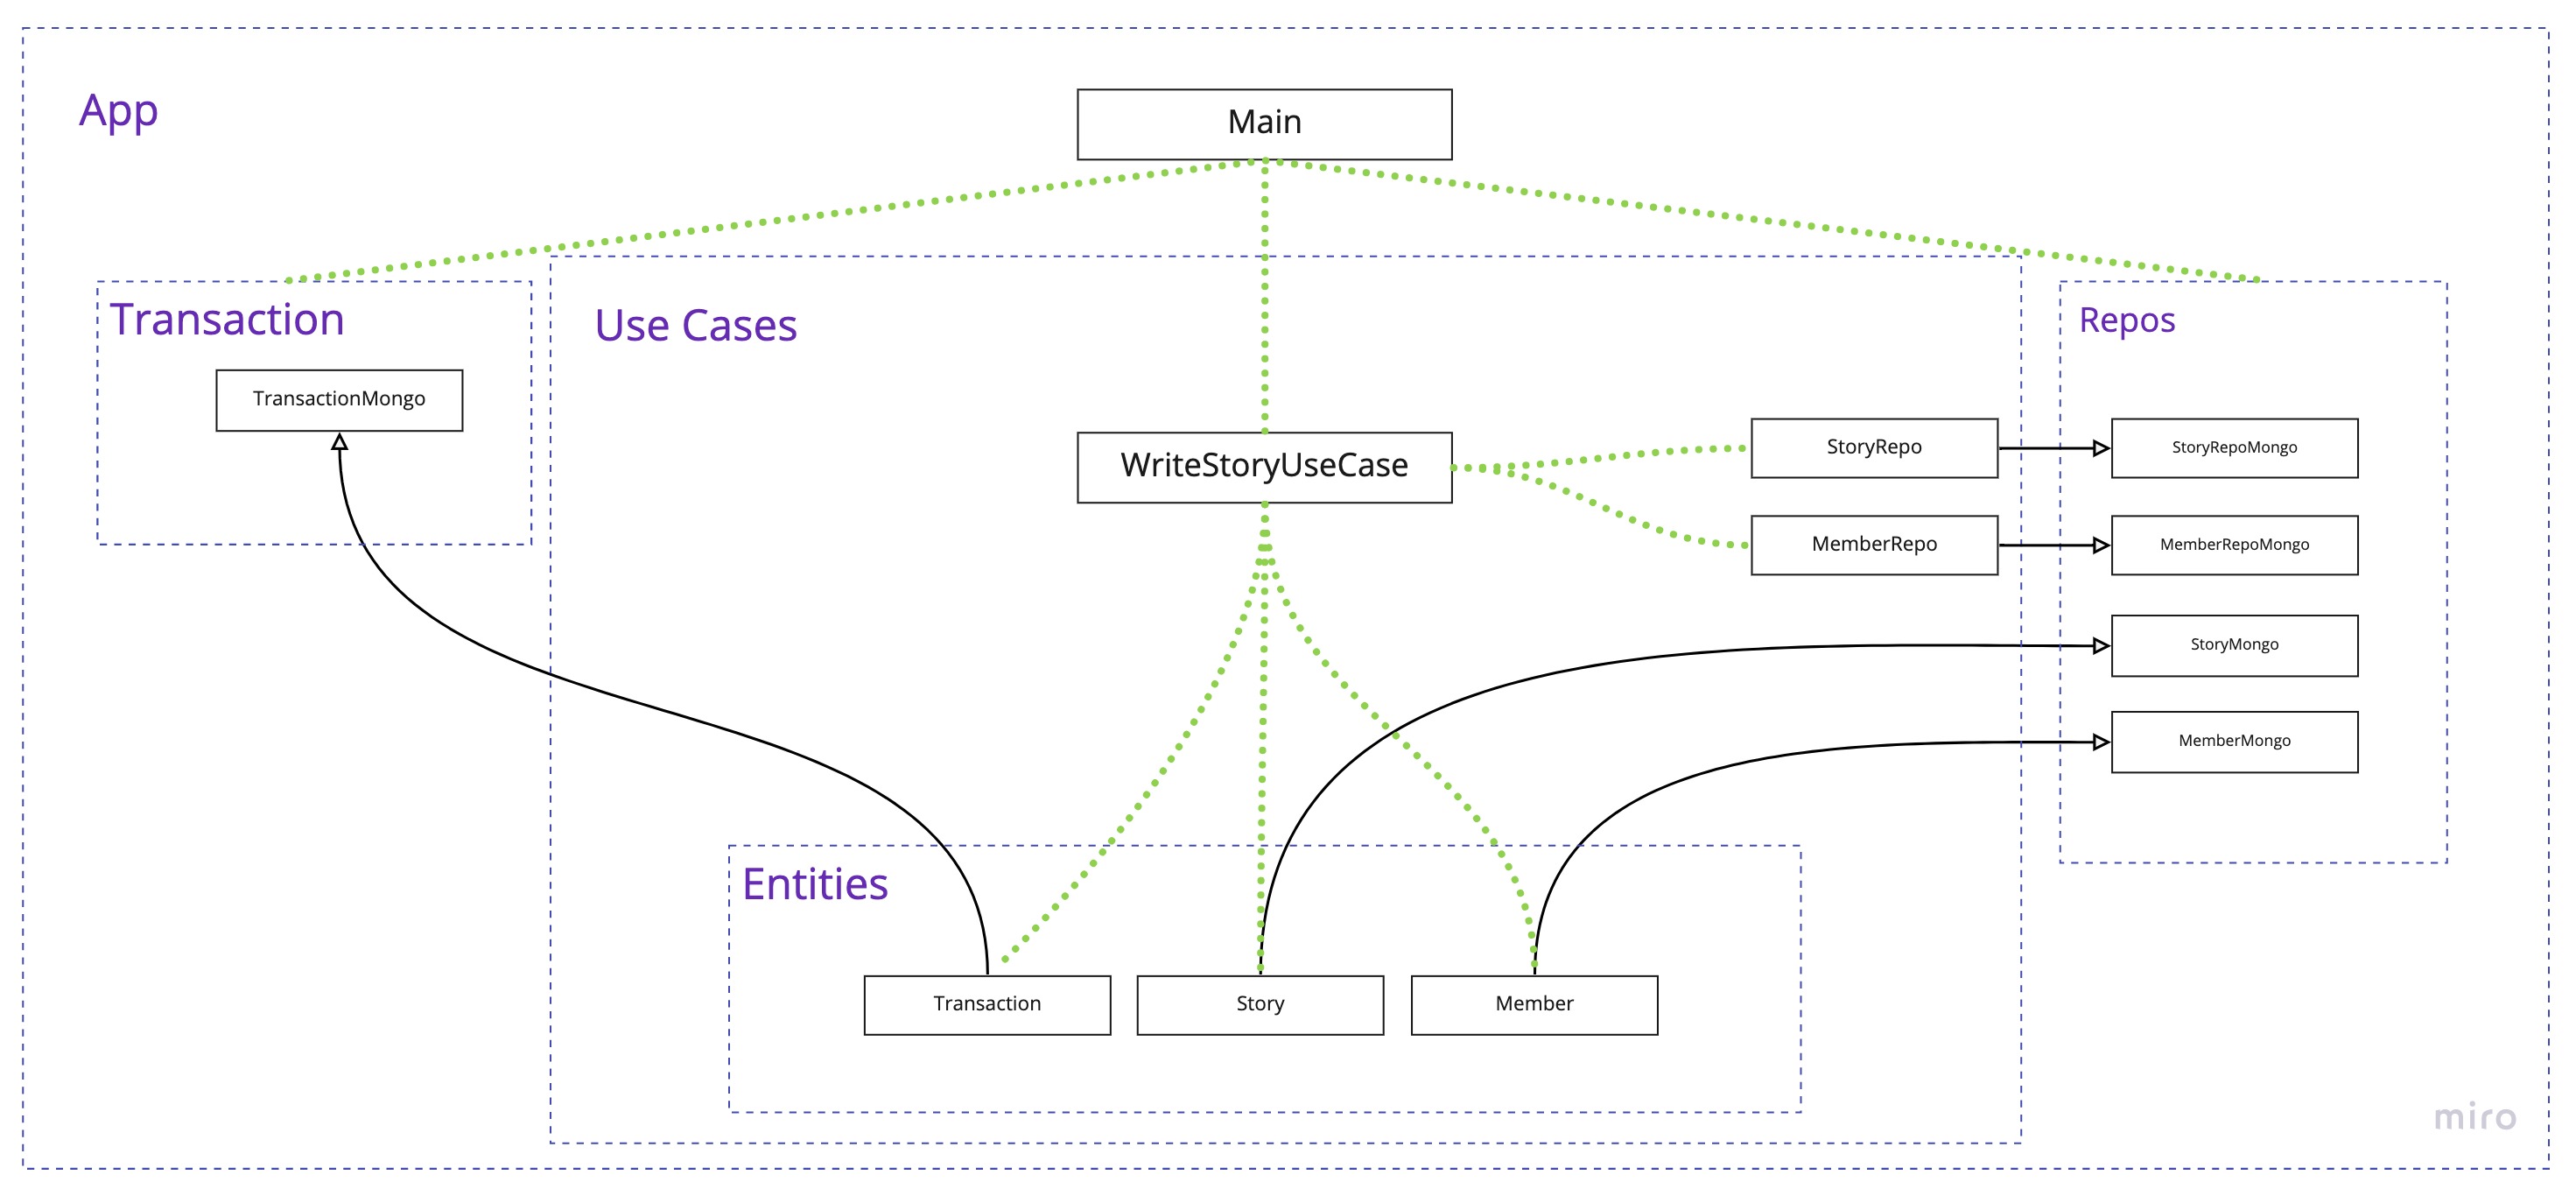 App
Main
Transaction
TransactionMongo
Use Cases
WriteStoryUseCase
StoryRepo
MemberRepo
Repos
StoryRepoMongo
MemberRepoMongo
StoryMongo
MemberMongo
Entities
Transaction
Story
Member
miro